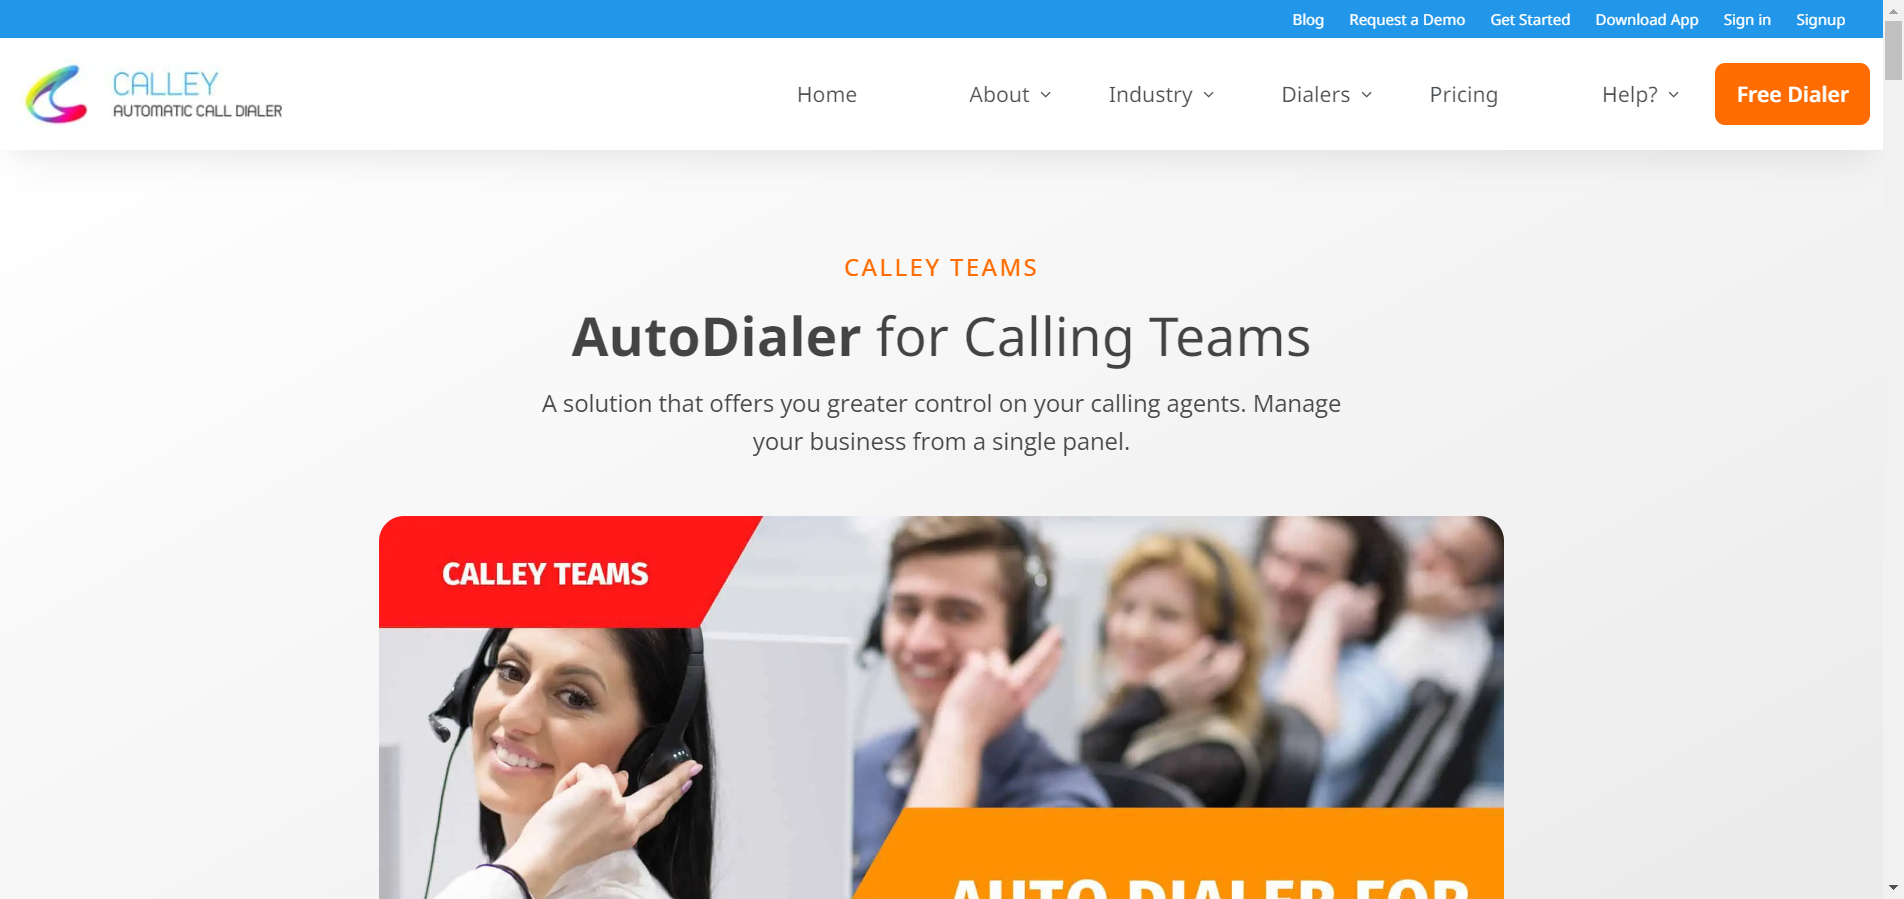 Blog Request a Demo Get Started Download App Sign in Signup
CALLEY
AUTOMATIC CALL DIALER
Home About Industry Dialers Pricing Help? Free Dialer
CALLEY TEAMS
AutoDialer for Calling Teams
A solution that offers you greater control on your calling agents. Manage
your business from a single panel.
CALLEY TEAMS
AUTO DIALER FOR